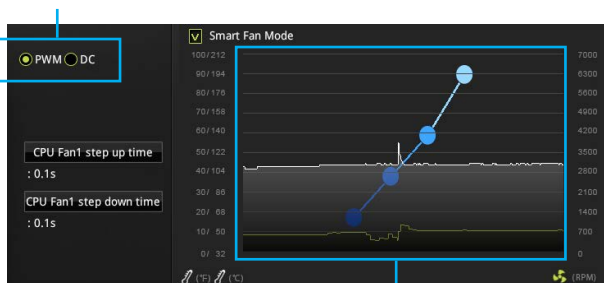 Smart Fan Mode
PWM DC
100/212 7000
90/194 6300
80/176 5600
70/158 4900
60/140 4200
50/122 3500
40/104 2800
30/ 86 2100
20/ 68 1400
10/ 50 700
0/ 32 0
CPU Fan1 step up time
: 0.1s
CPU Fan1 step down time
: 0.1s
(°F) (°C) (RPM)